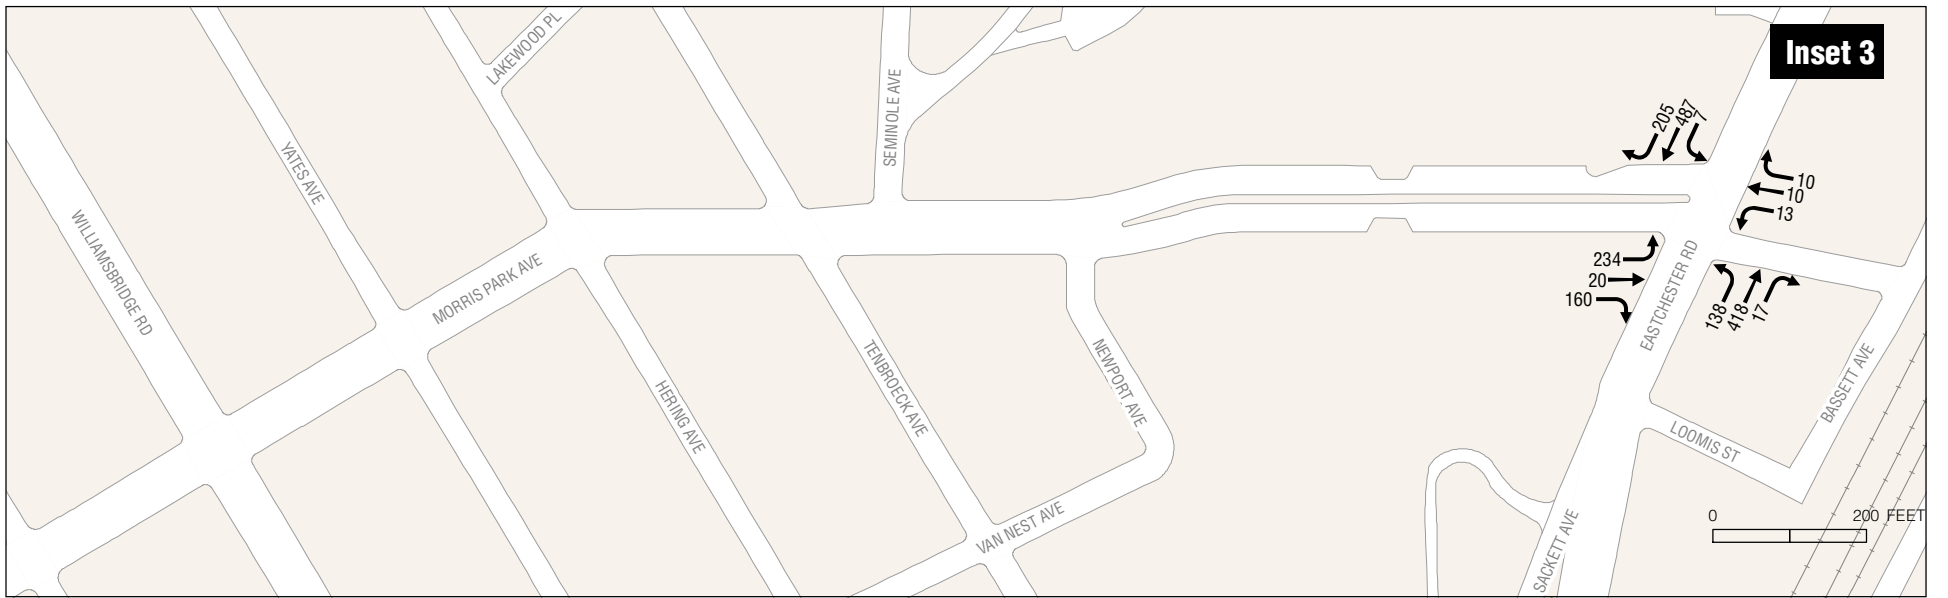 Inset 3
LAKEWOOD PL
YATES AVE
SEMINOLE AVE
205
487
7
10
10
13
WILLIAMSBRIDGE RD
MORRIS PARK AVE
234
20
160
EASTCHESTER RD
138
418
17
HERING AVE
TENBROECK AVE
NEWPORT AVE
BASSETT AVE
LOOMIS ST
VAN NEST AVE
SACKETT AVE
0 200 FEET